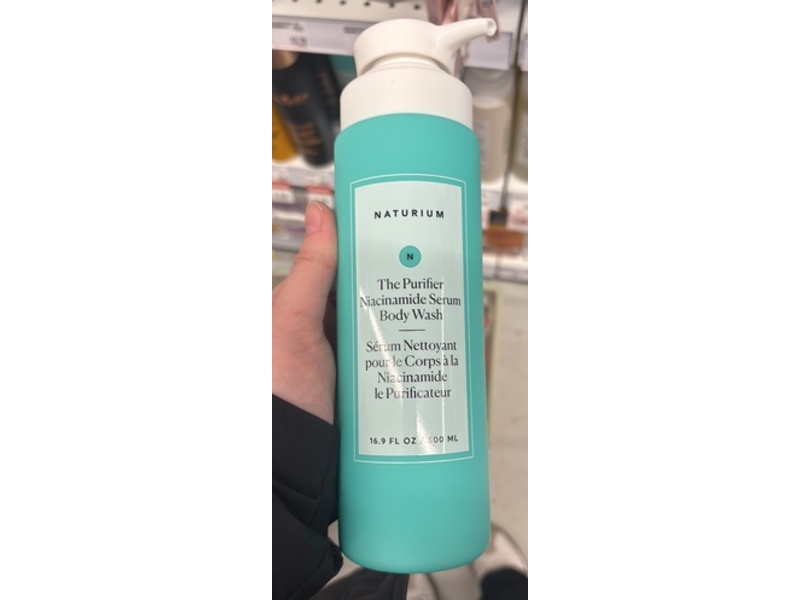 NATURIUM
N
The Purifier
Niacinamide Serum
Body Wash
Sérum Nettoyant
pour le Corps à la
Niacinamide
le Purificateur
16.9 FL OZ / 500 ML